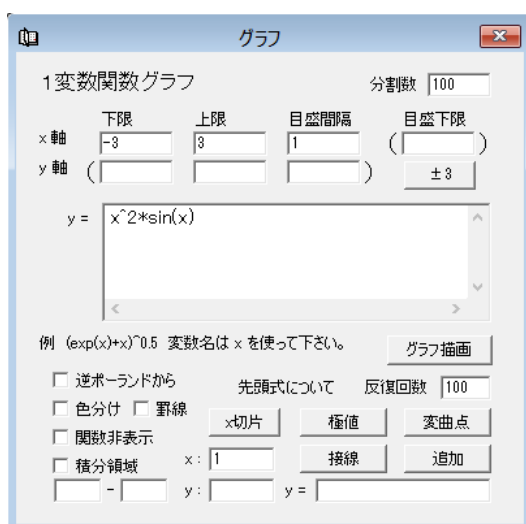 グラフ
1変数関数グラフ 分割数 100
下限 上限 目盛間隔 目盛下限
x軸 -3 3 1 ( )
y軸 ( ) ±3
y = x^2*sin(x)
例 (exp(x)+x)^0.5 変数名は x を使って下さい。 グラフ描画
逆ポーランドから 先頭式について 反復回数 100
色分け 罫線 x切片 極値 変曲点
関数非表示
積分領域 x : 1 接線 追加
- y : y =